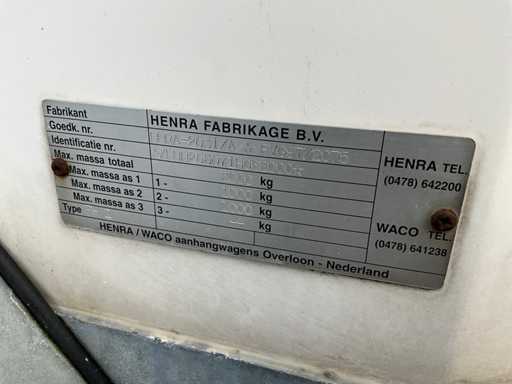 Fabrikant HENRA FABRIKAGE B.V.
Goedk. nr.
Identificatie nr.
Max. massa totaal kg
Max. massa as 1 1 - kg
Max. massa as 2 2 - kg
Max. massa as 3 3 - kg
Type
HENRA / WACO aanhangwagens Overloon - Nederland
HENRA TEL.
(0478) 642200
WACO TEL.
(0478) 641238